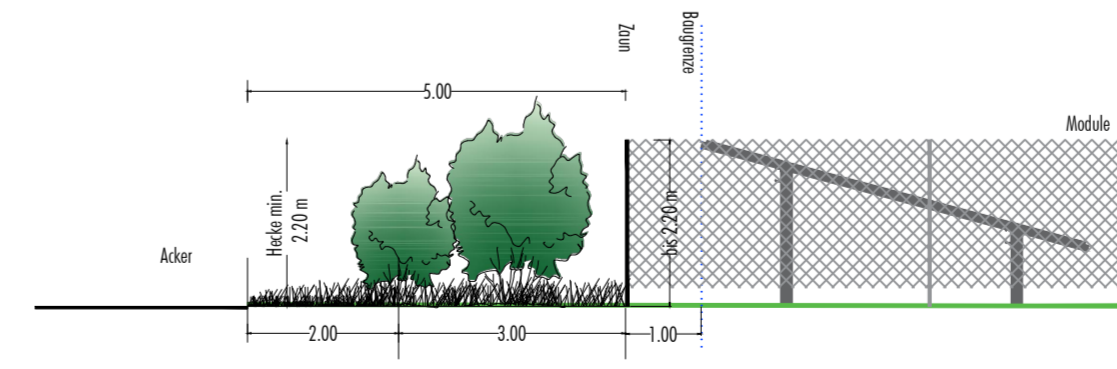 Zaun
Baugrenze
5.00
Module
Hecke min.
2.20 m
bis 2.20 m
Acker
2.00
3.00
1.00